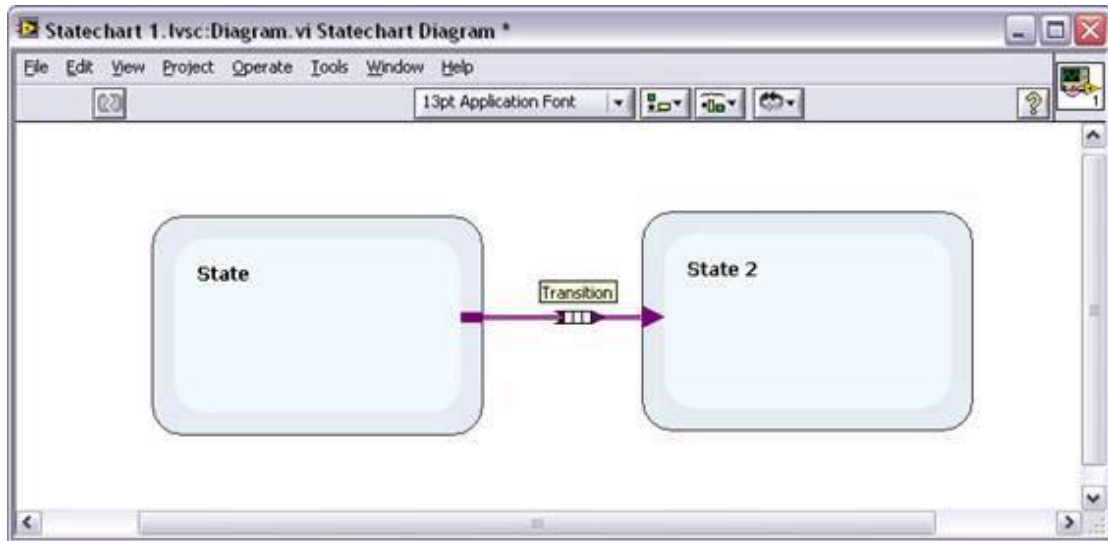 Statechart 1.lvsc:Diagram.vi Statechart Diagram *
File Edit View Project Operate Tools Window Help
13pt Application Font
1
State
State 2
Transition